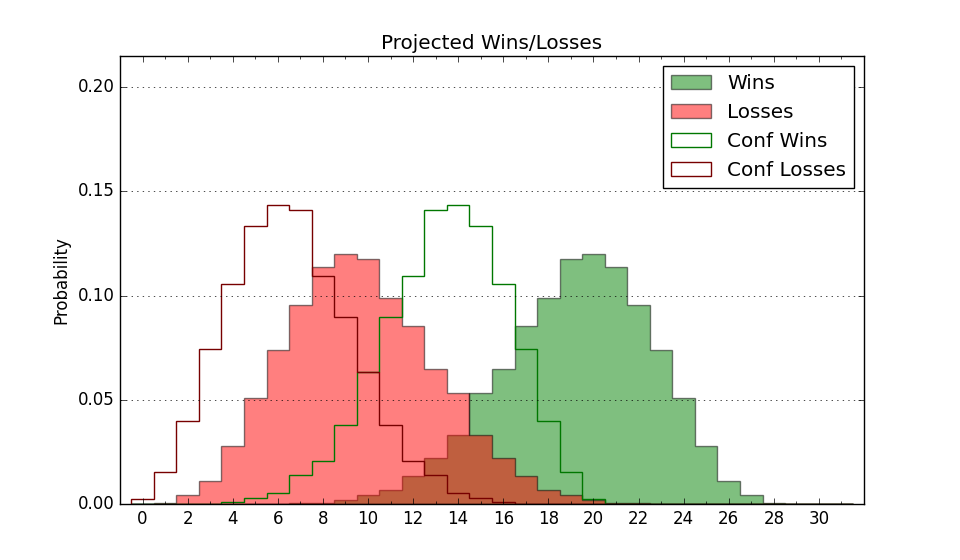 Projected Wins/Losses
Wins
Losses
Conf Wins
Conf Losses
Probability
0.20
0.15
0.10
0.05
0.00
0 2 4 6 8 10 12 14 16 18 20 22 24 26 28 30